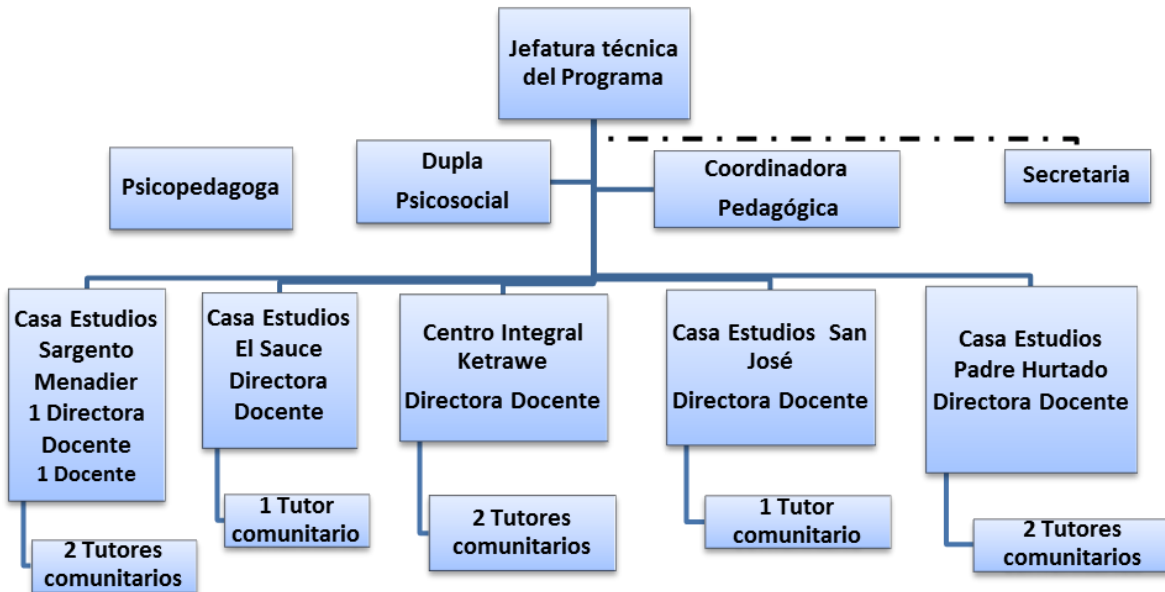 Jefatura técnica
del Programa
Psicopedagoga
Dupla
Psicosocial
Coordinadora
Pedagógica
Secretaria
Casa Estudios
Sargento
Menadier
1 Directora
Docente
1 Docente
Casa Estudios
El Sauce
Directora
Docente
Centro Integral
Ketrawe
Directora Docente
Casa Estudios San
José
Directora Docente
Casa Estudios
Padre Hurtado
Directora Docente
2 Tutores
comunitarios
1 Tutor
comunitario
2 Tutores
comunitarios
1 Tutor
comunitario
2 Tutores
comunitarios